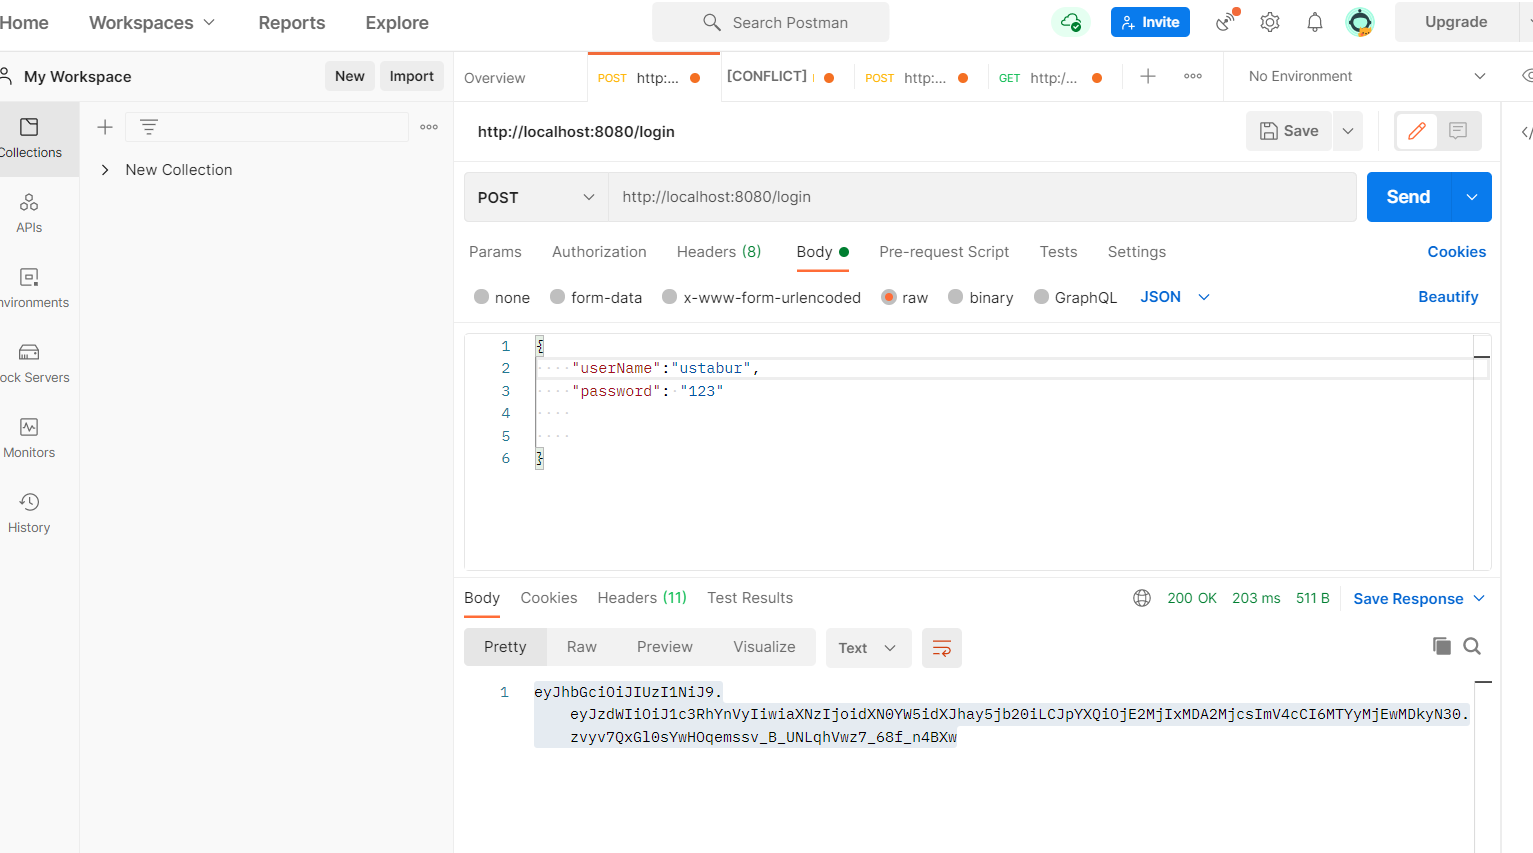 Home Workspaces Reports Explore Search Postman Invite Upgrade
My Workspace New Import Overview POST http:... [CONFLICT] POST http:... GET http:/... No Environment
Collections
APIs
nvironments
ock Servers
Monitors
History
New Collection
http://localhost:8080/login Save
POST http://localhost:8080/login Send
Params Authorization Headers (8) Body Pre-request Script Tests Settings Cookies
none form-data x-www-form-urlencoded raw binary GraphQL JSON Beautify
1 {
2 "userName":"ustabur",
3 "password": "123"
4
5
6 }
Body Cookies Headers (11) Test Results 200 OK 203 ms 511 B Save Response
Pretty Raw Preview Visualize Text
1 eyJhbGciOiJIUzI1NiJ9.
eyJzdWIiOiJ1c3RhYnVyIiwiaXNzIjoidXN0YW5idXJhay5jb20iLCJpYXQiOjE2MjIxMDA2MjcsImV4cCI6MTYyMjEwMDkyN30.
zvyv7QxGl0sYwHOqemssv_B_UNLqhVwz7_68f_n4BXw